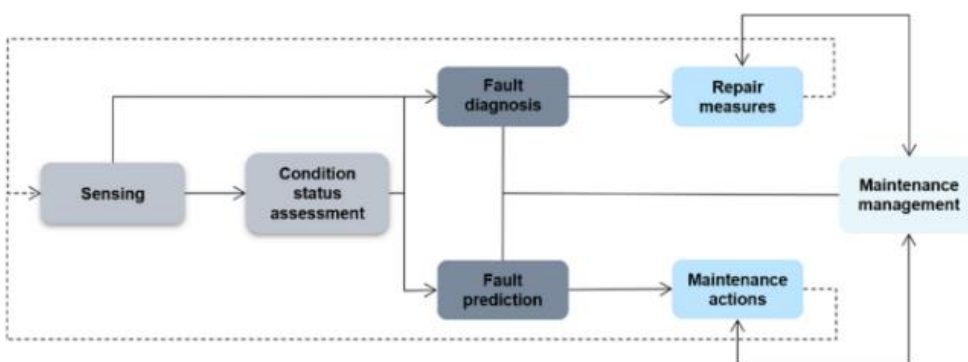 Fault
diagnosis
Repair
measures
Sensing
Condition
status
assessment
Maintenance
management
Fault
prediction
Maintenance
actions